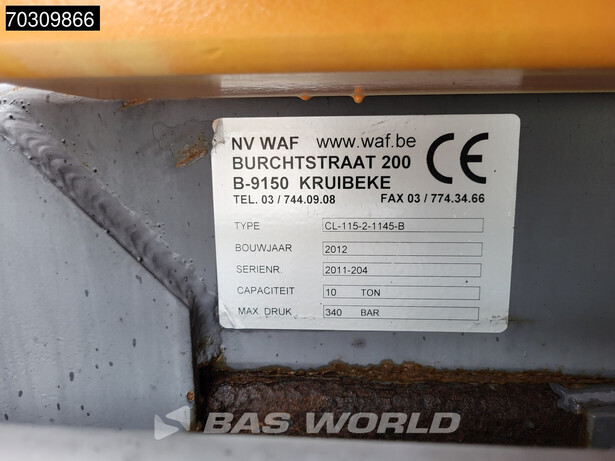 70309866
NV WAF www.waf.be
BURCHTSTRAAT 200
B-9150 KRUIBEKE
CE
TEL. 03 / 744.09.08 FAX 03 / 774.34.66
TYPE CL-115-2-1145-B
BOUWJAAR 2012
SERIENR. 2011-204
CAPACITEIT 10 TON
MAX. DRUK 340 BAR
BAS WORLD